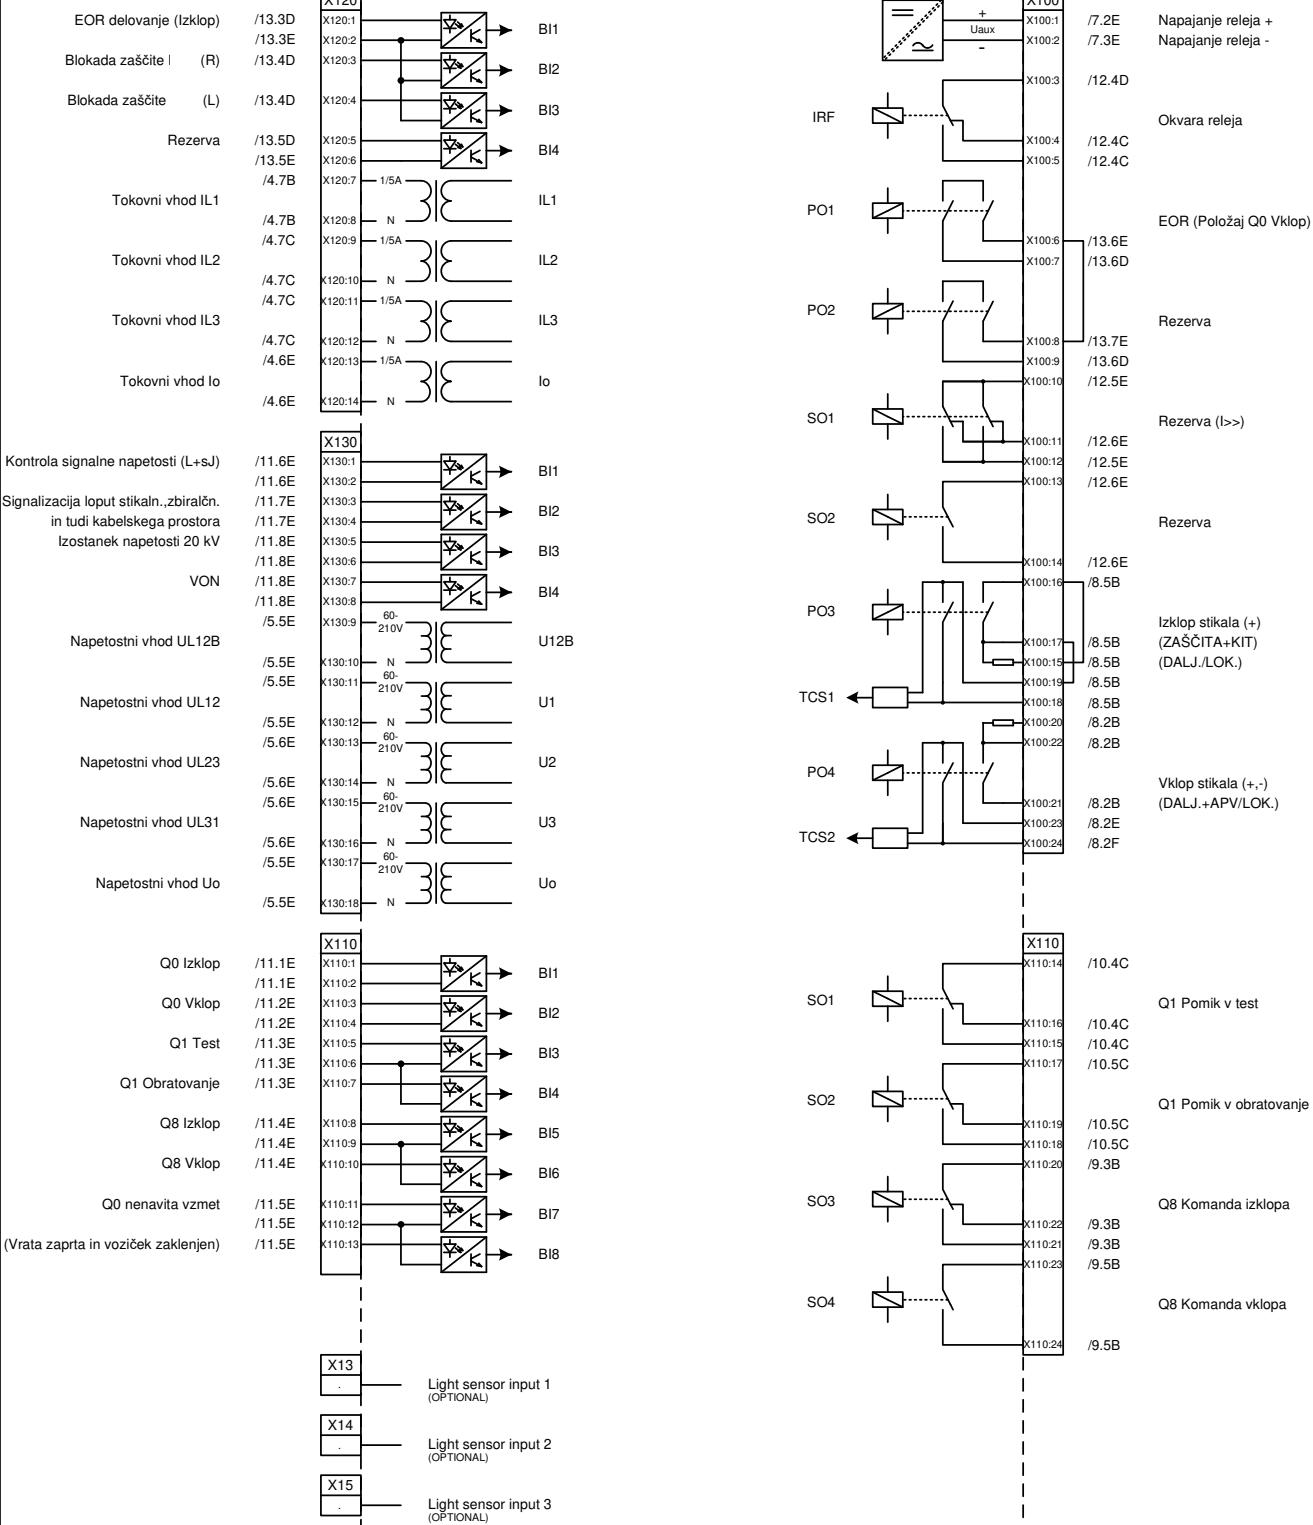 X120
EOR delovanje (Izklop) /13.3D X120:1 BI1
/13.3E X120:2
Blokada zaščite (R) /13.4D X120:3 BI2
Blokada zaščite (L) /13.4D X120:4 BI3
Rezerva /13.5D X120:5 BI4
/13.5E X120:6
/4.7B X120:7 1/5A
Tokovni vhod IL1 IL1
/4.7B X120:8 N
/4.7C X120:9 1/5A
Tokovni vhod IL2 IL2
/4.7C X120:10 N
/4.7C X120:11 1/5A
Tokovni vhod IL3 IL3
/4.7C X120:12 N
/4.6E X120:13 1/5A
Tokovni vhod Io Io
/4.6E X120:14 N
X130
Kontrola signalne napetosti (L+sJ) /11.6E X130:1 BI1
/11.6E X130:2
Signalizacija loput stikaln.,zbiralčn. /11.7E X130:3 BI2
in tudi kabelskega prostora /11.7E X130:4
Izostanek napetosti 20 kV /11.8E X130:5 BI3
/11.8E X130:6
VON /11.8E X130:7 BI4
/11.8E X130:8
/5.5E X130:9 60-210V
Napetostni vhod UL12B U12B
/5.5E X130:10 N
/5.5E X130:11 60-210V
Napetostni vhod UL12 U1
/5.5E X130:12 N
/5.6E X130:13 60-210V
Napetostni vhod UL23 U2
/5.6E X130:14 N
/5.6E X130:15 60-210V
Napetostni vhod UL31 U3
/5.6E X130:16 N
/5.5E X130:17 60-210V
Napetostni vhod Uo Uo
/5.5E X130:18 N
X110
Q0 Izklop /11.1E X110:1 BI1
/11.1E X110:2
Q0 Vklop /11.2E X110:3 BI2
/11.2E X110:4
Q1 Test /11.3E X110:5 BI3
/11.3E X110:6
Q1 Obratovanje /11.3E X110:7 BI4
Q8 Izklop /11.4E X110:8 BI5
/11.4E X110:9
Q8 Vklop /11.4E X110:10 BI6
Q0 nenavita vzmet /11.5E X110:11 BI7
/11.5E X110:12
(Vrata zaprta in voziček zaklenjen) /11.5E X110:13 BI8
X13
. Light sensor input 1
(OPTIONAL)
X14
. Light sensor input 2
(OPTIONAL)
X15
. Light sensor input 3
(OPTIONAL)
X100
+ X100:1 /7.2E Napajanje releja +
Uaux
- X100:2 /7.3E Napajanje releja -
X100:3 /12.4D
IRF Okvara releja
X100:4 /12.4C
X100:5 /12.4C
PO1 EOR (Položaj Q0 Vklop)
X100:6 /13.6E
X100:7 /13.6D
PO2 Rezerva
X100:8 /13.7E
X100:9 /13.6D
X100:10 /12.5E
SO1 Rezerva (I>>)
X100:11 /12.6E
X100:12 /12.5E
X100:13 /12.6E
SO2 Rezerva
X100:14 /12.6E
X100:16 /8.5B
PO3 Izklop stikala (+)
X100:17 /8.5B (ZAŠČITA+KIT)
X100:15 /8.5B (DALJ./LOK.)
X100:19 /8.5B
TCS1 X100:18 /8.5B
X100:20 /8.2B
X100:22 /8.2B
PO4 Vklop stikala (+,-)
X100:21 /8.2B (DALJ.+APV/LOK.)
X100:23 /8.2E
TCS2 X100:24 /8.2F
X110
X110:14 /10.4C
SO1 Q1 Pomik v test
X110:16 /10.4C
X110:15 /10.4C
X110:17 /10.5C
SO2 Q1 Pomik v obratovanje
X110:19 /10.5C
X110:18 /10.5C
X110:20 /9.3B
SO3 Q8 Komanda izklopa
X110:22 /9.3B
X110:21 /9.3B
X110:23 /9.5B
SO4 Q8 Komanda vklopa
X110:24 /9.5B